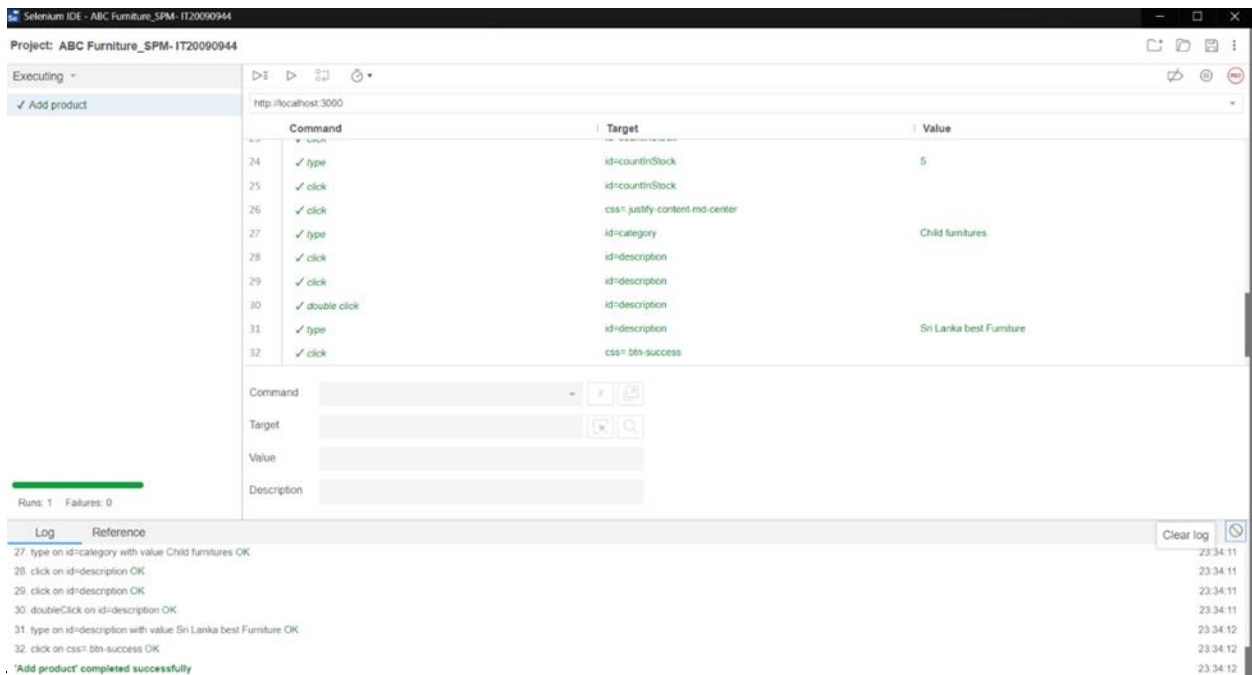 Selenium IDE - ABC Furniture_SPM- IT20090944
Project: ABC Furniture_SPM- IT20090944
Executing
✓ Add product
http://localhost:3000
Command Target Value
23 ✓ click
24 ✓ type id=countInStock 5
25 ✓ click id=countInStock
26 ✓ click css=.justify-content-md-center
27 ✓ type id=category Child furnitures
28 ✓ click id=description
29 ✓ click id=description
30 ✓ double click id=description
31 ✓ type id=description Sri Lanka best Furniture
32 ✓ click css=.btn-success
Command
//
Target
Value
Description
Runs: 1 Failures: 0
Log Reference
Clear log
27. type on id=category with value Child furnitures OK 23:34:11
28. click on id=description OK 23:34:11
29. click on id=description OK 23:34:11
30. doubleClick on id=description OK 23:34:11
31. type on id=description with value Sri Lanka best Furniture OK 23:34:12
32. click on css=.btn-success OK 23:34:12
'Add product' completed successfully 23:34:12